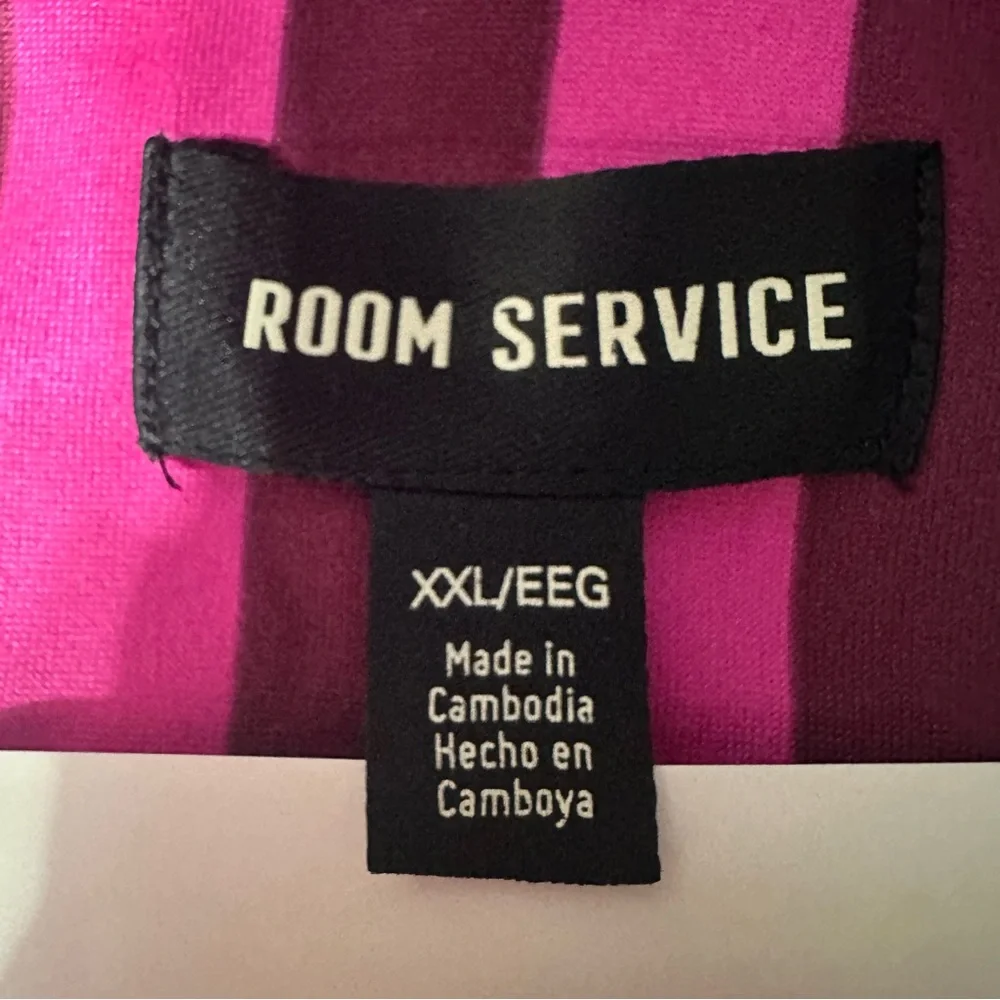 ROOM SERVICE
XXL/EEG
Made in
Cambodia
Hecho en
Camboya